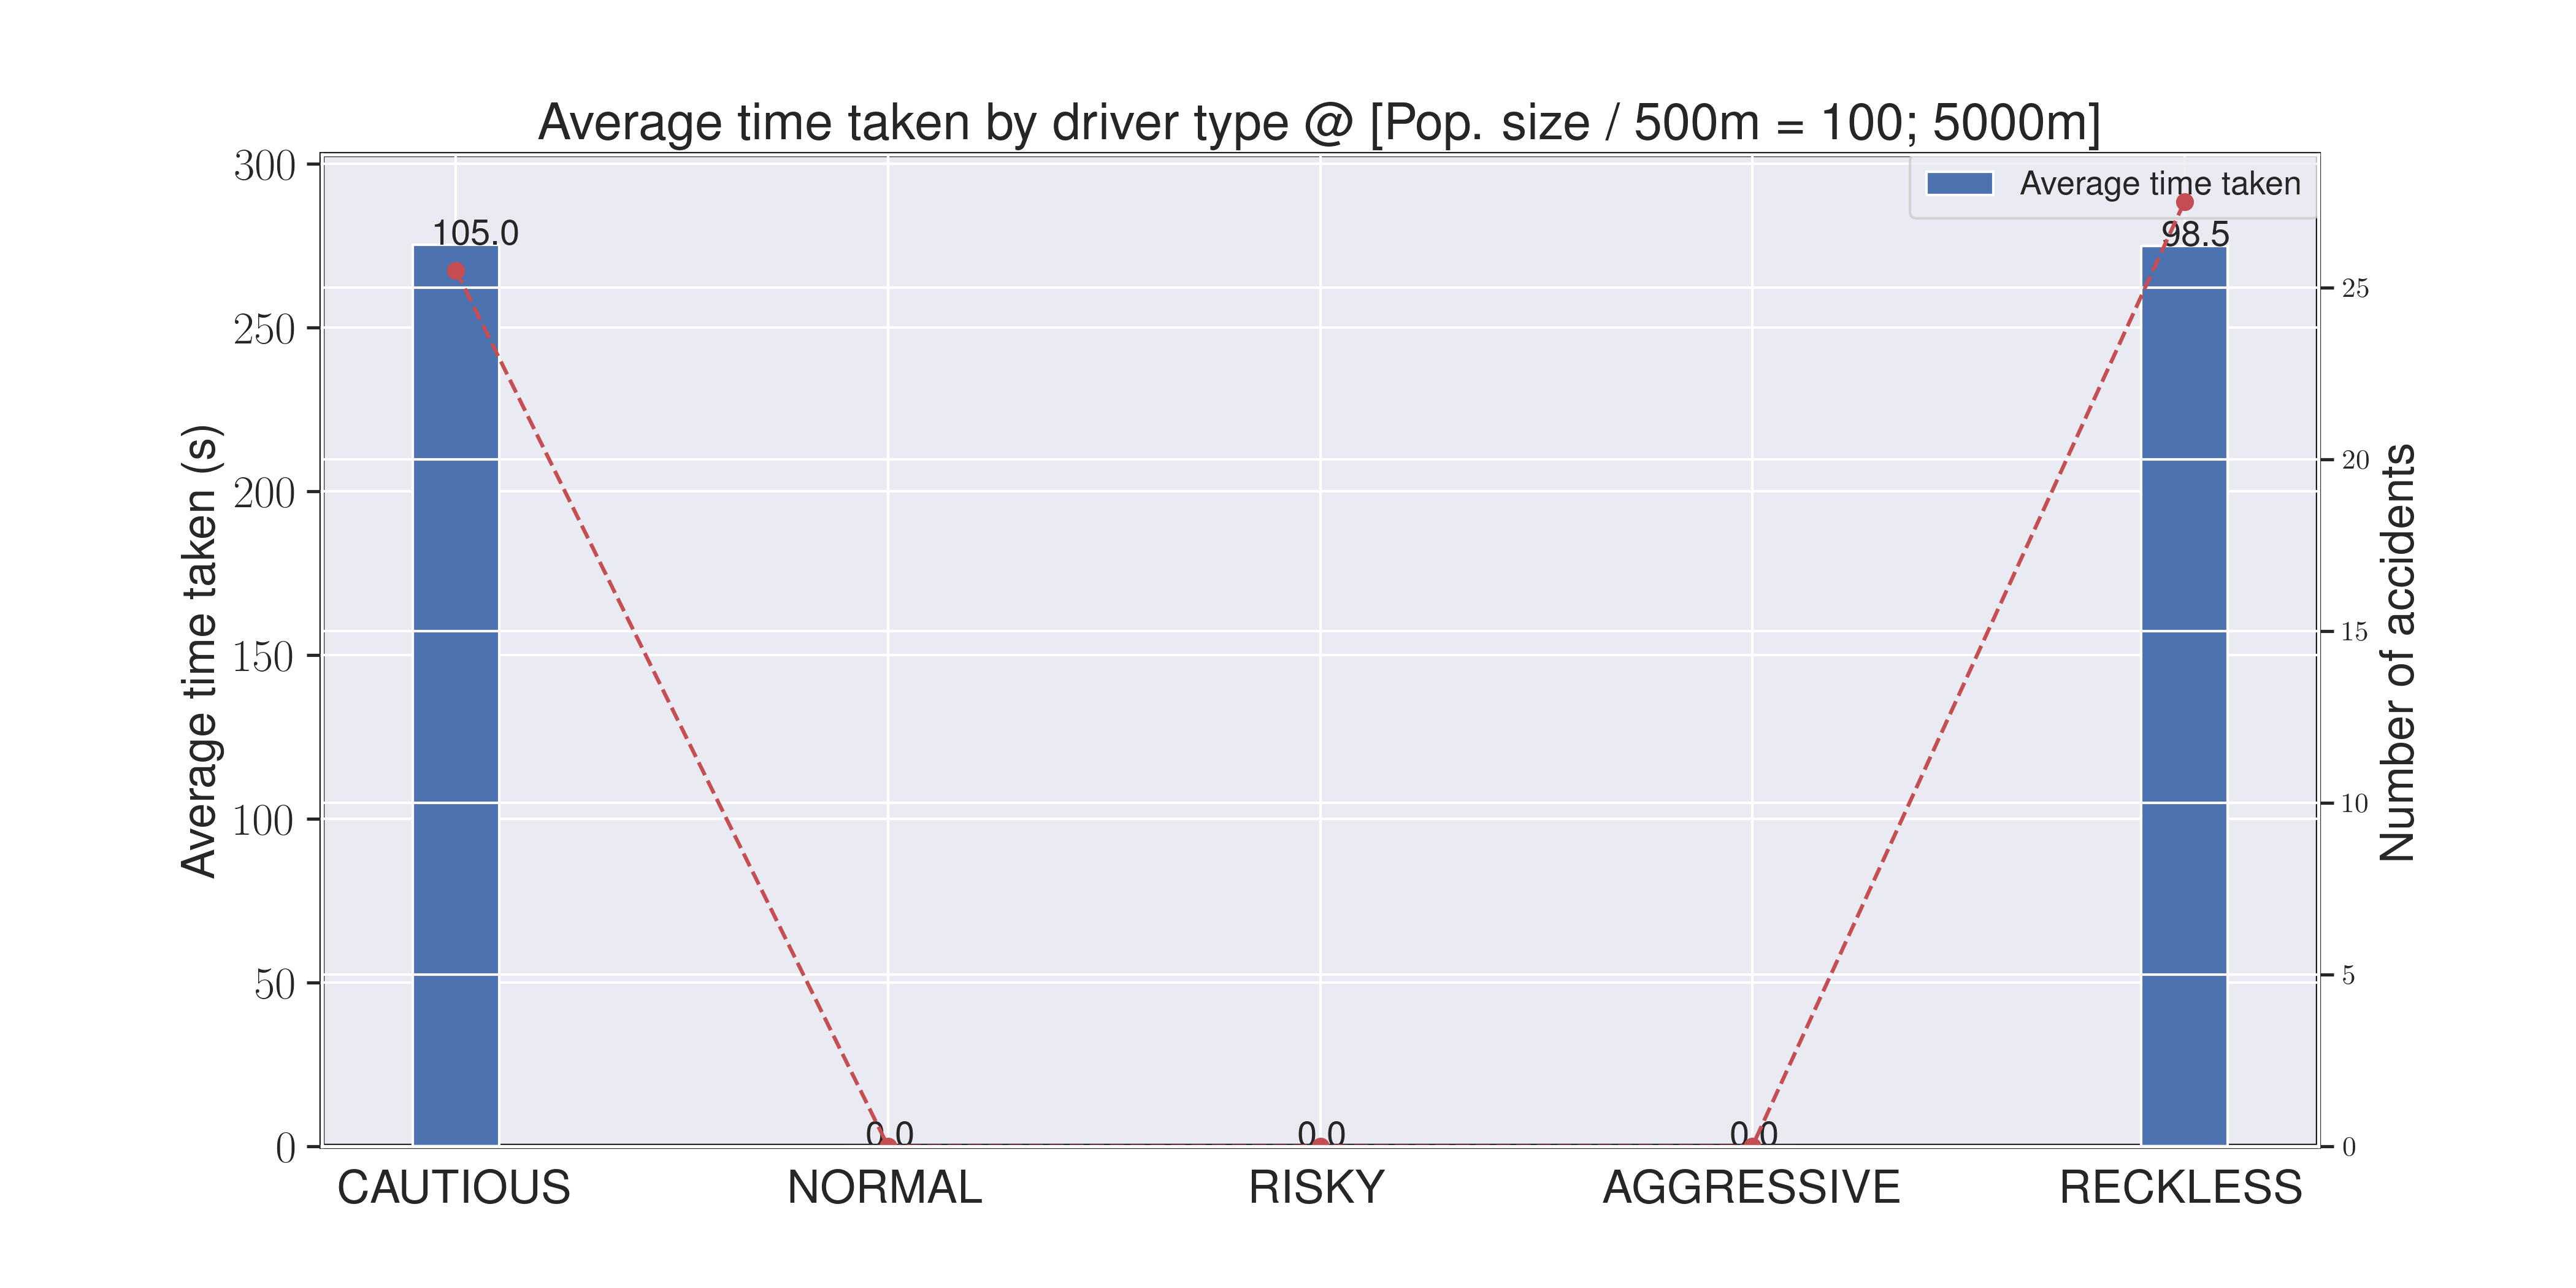 Average time taken by driver type @ [Pop. size / 500m = 100; 5000m]
Average time taken
Average time taken (s)
300
250
200
150
100
50
0
105.0
0.0
0.0
0.0
98.5
25
20
15
10
5
0
Number of accidents
CAUTIOUS
NORMAL
RISKY
AGGRESSIVE
RECKLESS